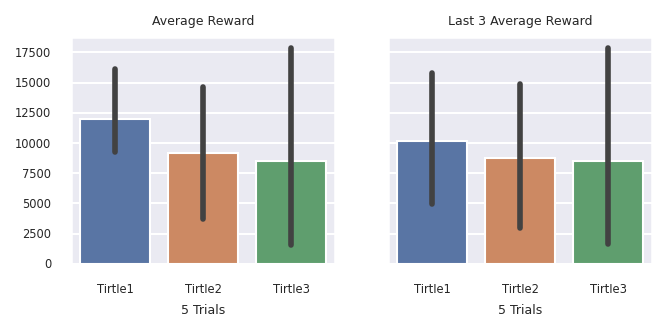 Average Reward
Last 3 Average Reward
17500
15000
12500
10000
7500
5000
2500
0
Tirtle1 Tirtle2 Tirtle3
Tirtle1 Tirtle2 Tirtle3
5 Trials
5 Trials